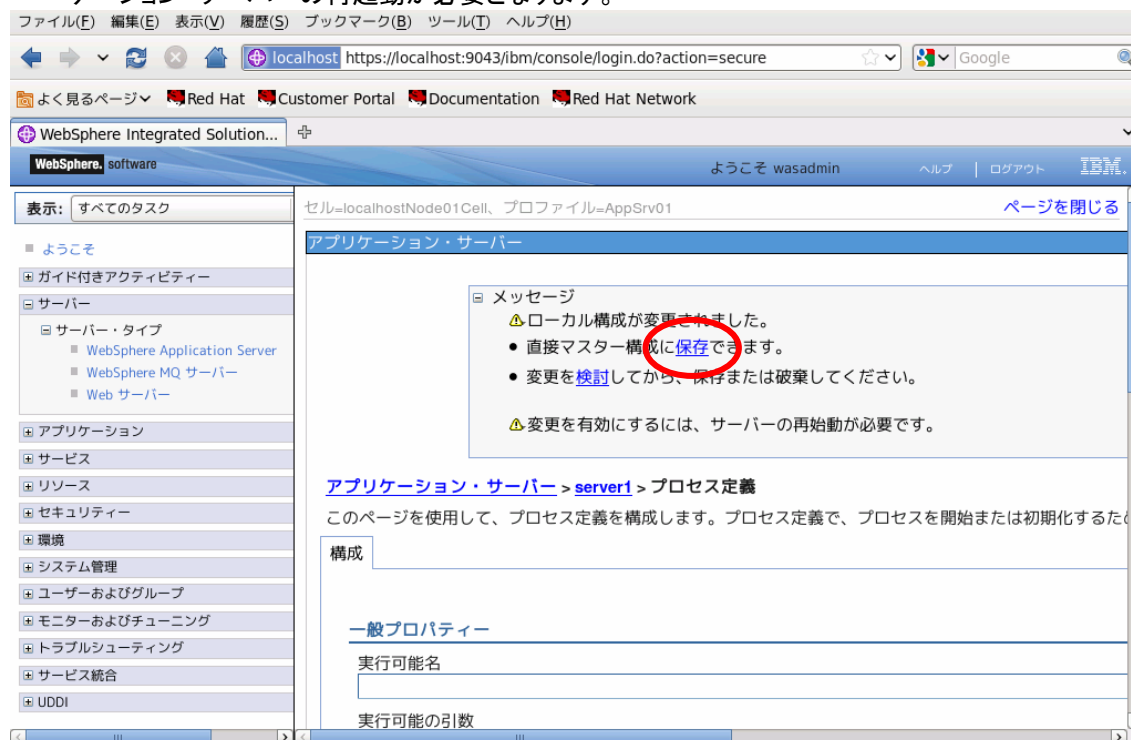 ファイル(F) 編集(E) 表示(V) 履歴(S) ブックマーク(B) ツール(T) ヘルプ(H)
localhost https://localhost:9043/ibm/console/login.do?action=secure Google
よく見るページ Red Hat Customer Portal Documentation Red Hat Network
WebSphere Integrated Solution...
WebSphere. software ようこそ wasadmin ヘルプ | ログアウト IBM.
表示: すべてのタスク
ようこそ
ガイド付きアクティビティー
サーバー
サーバー・タイプ
WebSphere Application Server
WebSphere MQ サーバー
Web サーバー
アプリケーション
サービス
リソース
セキュリティー
環境
システム管理
ユーザーおよびグループ
モニターおよびチューニング
トラブルシューティング
サービス統合
UDDI
セル=localhostNode01Cell、プロファイル=AppSrv01 ページを閉じる
アプリケーション・サーバー
メッセージ
ローカル構成が変更されました。
直接マスター構成に保存できます。
変更を検討してから、保存または破棄してください。
変更を有効にするには、サーバーの再始動が必要です。
アプリケーション・サーバー > server1 > プロセス定義
このページを使用して、プロセス定義を構成します。プロセス定義で、プロセスを開始または初期化するため
構成
一般プロパティー
実行可能名
実行可能の引数